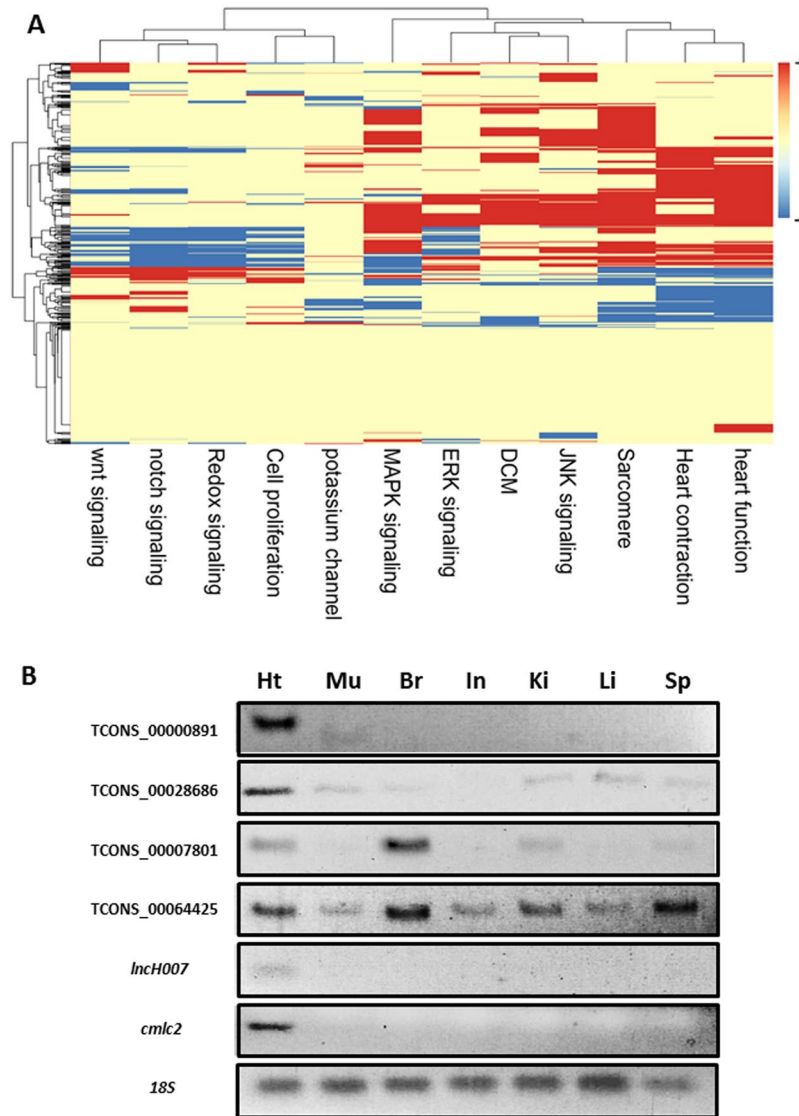 A
wnt signaling
notch signaling
Redox signaling
Cell proliferation
potassium channel
MAPK signaling
ERK signaling
DCM
JNK signaling
Sarcomere
Heart contraction
heart function
B
Ht Mu Br In Ki Li Sp
TCONS_00000891
TCONS_00028686
TCONS_00007801
TCONS_00064425
lncH007
cmlc2
18S